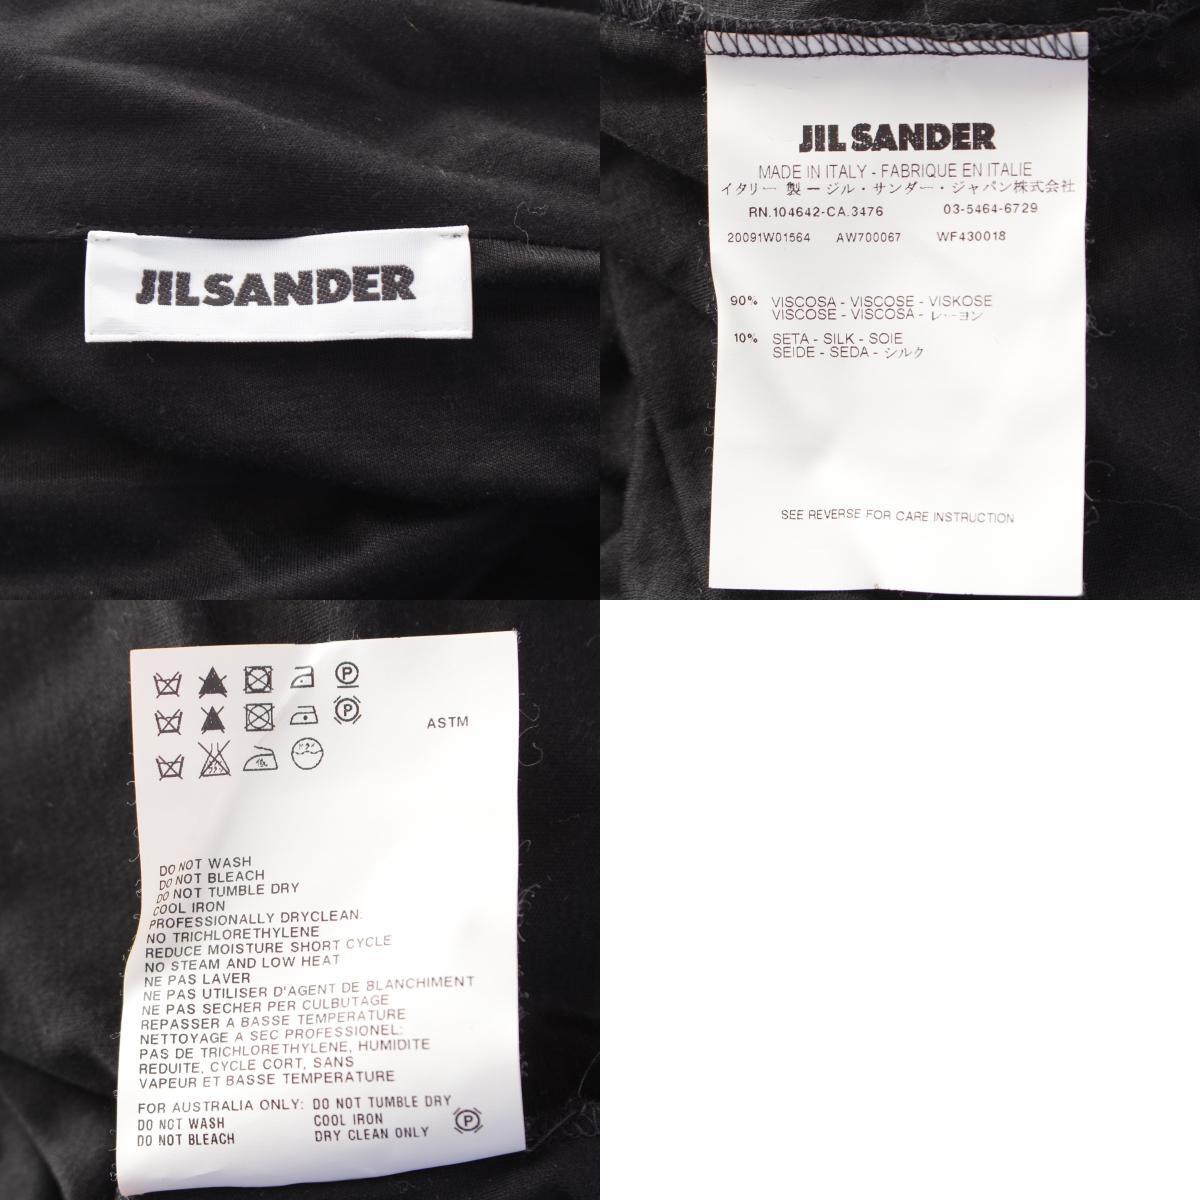 JIL SANDER
JIL SANDER
MADE IN ITALY - FABRIQUE EN ITALIE
イタリー 製 ージル・サンダー・ジャパン株式会社
RN.104642-CA.3476 03-5464-6729
20091W01564 AW700067 WF430018
90% VISCOSA - VISCOSE - VISKOSE
VISCOSE - VISCOSA - レーヨン
10% SETA - SILK - SOIE
SEIDE - SEDA - シルク
SEE REVERSE FOR CARE INSTRUCTION
P
P
ASTM
DO NOT WASH
DO NOT BLEACH
DO NOT TUMBLE DRY
COOL IRON
PROFESSIONALLY DRYCLEAN:
NO TRICHLORETHYLENE
REDUCE MOISTURE SHORT CYCLE
NO STEAM AND LOW HEAT
NE PAS LAVER
NE PAS UTILISER D'AGENT DE BLANCHIMENT
NE PAS SECHER PER CULBUTAGE
REPASSER A BASSE TEMPERATURE
NETTOYAGE A SEC PROFESSIONEL:
PAS DE TRICHLORETHYLENE, HUMIDITE
REDUITE, CYCLE CORT, SANS
VAPEUR ET BASSE TEMPERATURE
FOR AUSTRALIA ONLY: DO NOT TUMBLE DRY
DO NOT WASH COOL IRON P
DO NOT BLEACH DRY CLEAN ONLY